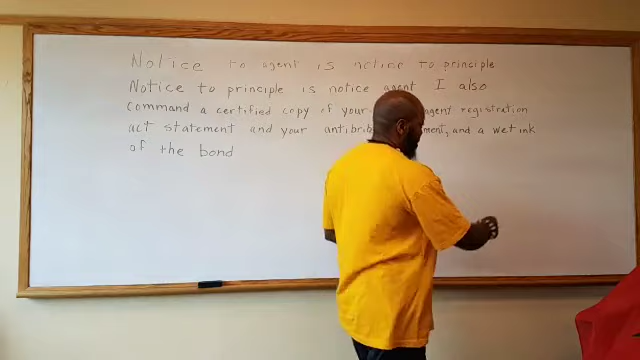 Notice to agent is notice to principle
Notice to principle is notice agent I also
Command a certified copy of your agent registration
act statement and your antibrib ment, and a wet ink
of the bond